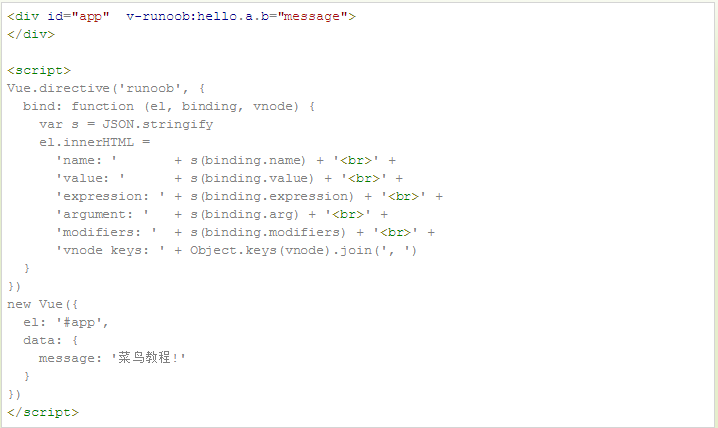 <div id="app"  v-runoob:hello.a.b="message">
</div>

<script>
Vue.directive('runoob', {
  bind: function (el, binding, vnode) {
    var s = JSON.stringify
    el.innerHTML =
      'name: '       + s(binding.name) + '<br>' +
      'value: '      + s(binding.value) + '<br>' +
      'expression: ' + s(binding.expression) + '<br>' +
      'argument: '   + s(binding.arg) + '<br>' +
      'modifiers: '  + s(binding.modifiers) + '<br>' +
      'vnode keys: ' + Object.keys(vnode).join(', ')
  }
})
new Vue({
  el: '#app',
  data: {
    message: '菜鸟教程!'
  }
})
</script>